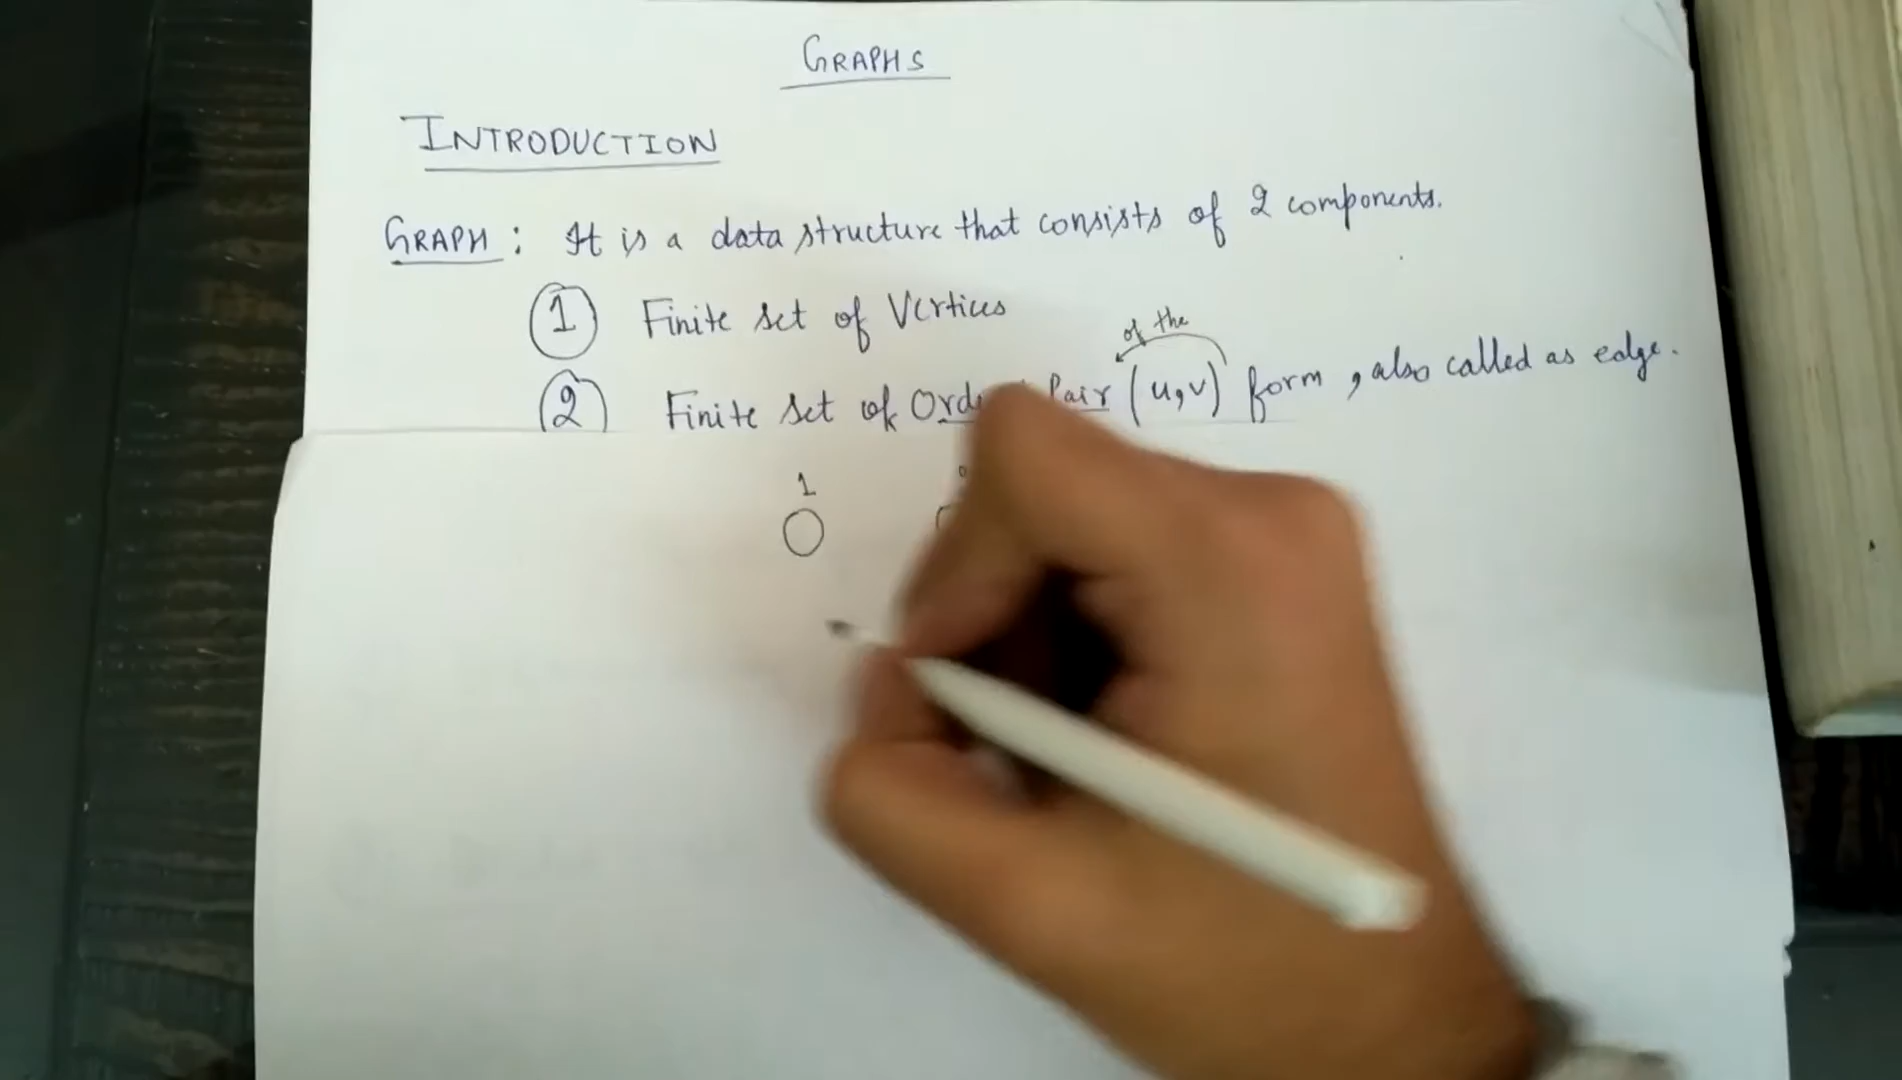 GRAPHS
INTRODUCTION
GRAPH : It is a data structure that consists of 2 components.
1 Finite set of Vertices
of the
2 Finite set of Pair (u,v) form, also called as edge.
1